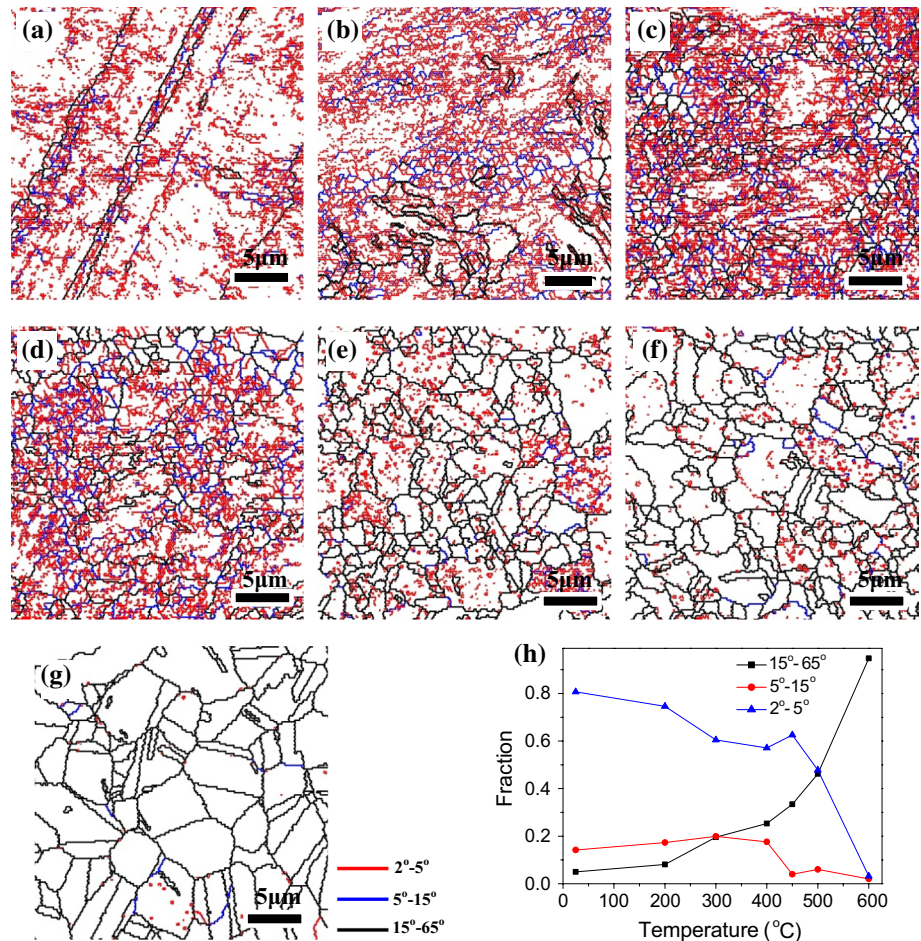 (a)
5μm
(b)
5μm
(c)
5μm
(d)
5μm
(e)
5μm
(f)
5μm
(g)
5μm
2°-5°
5°-15°
15°-65°
(h)
15°- 65°
5°-15°
2°- 5°
0.8
0.6
0.4
0.2
0.0
Fraction
0 100 200 300 400 500 600
Temperature (°C)